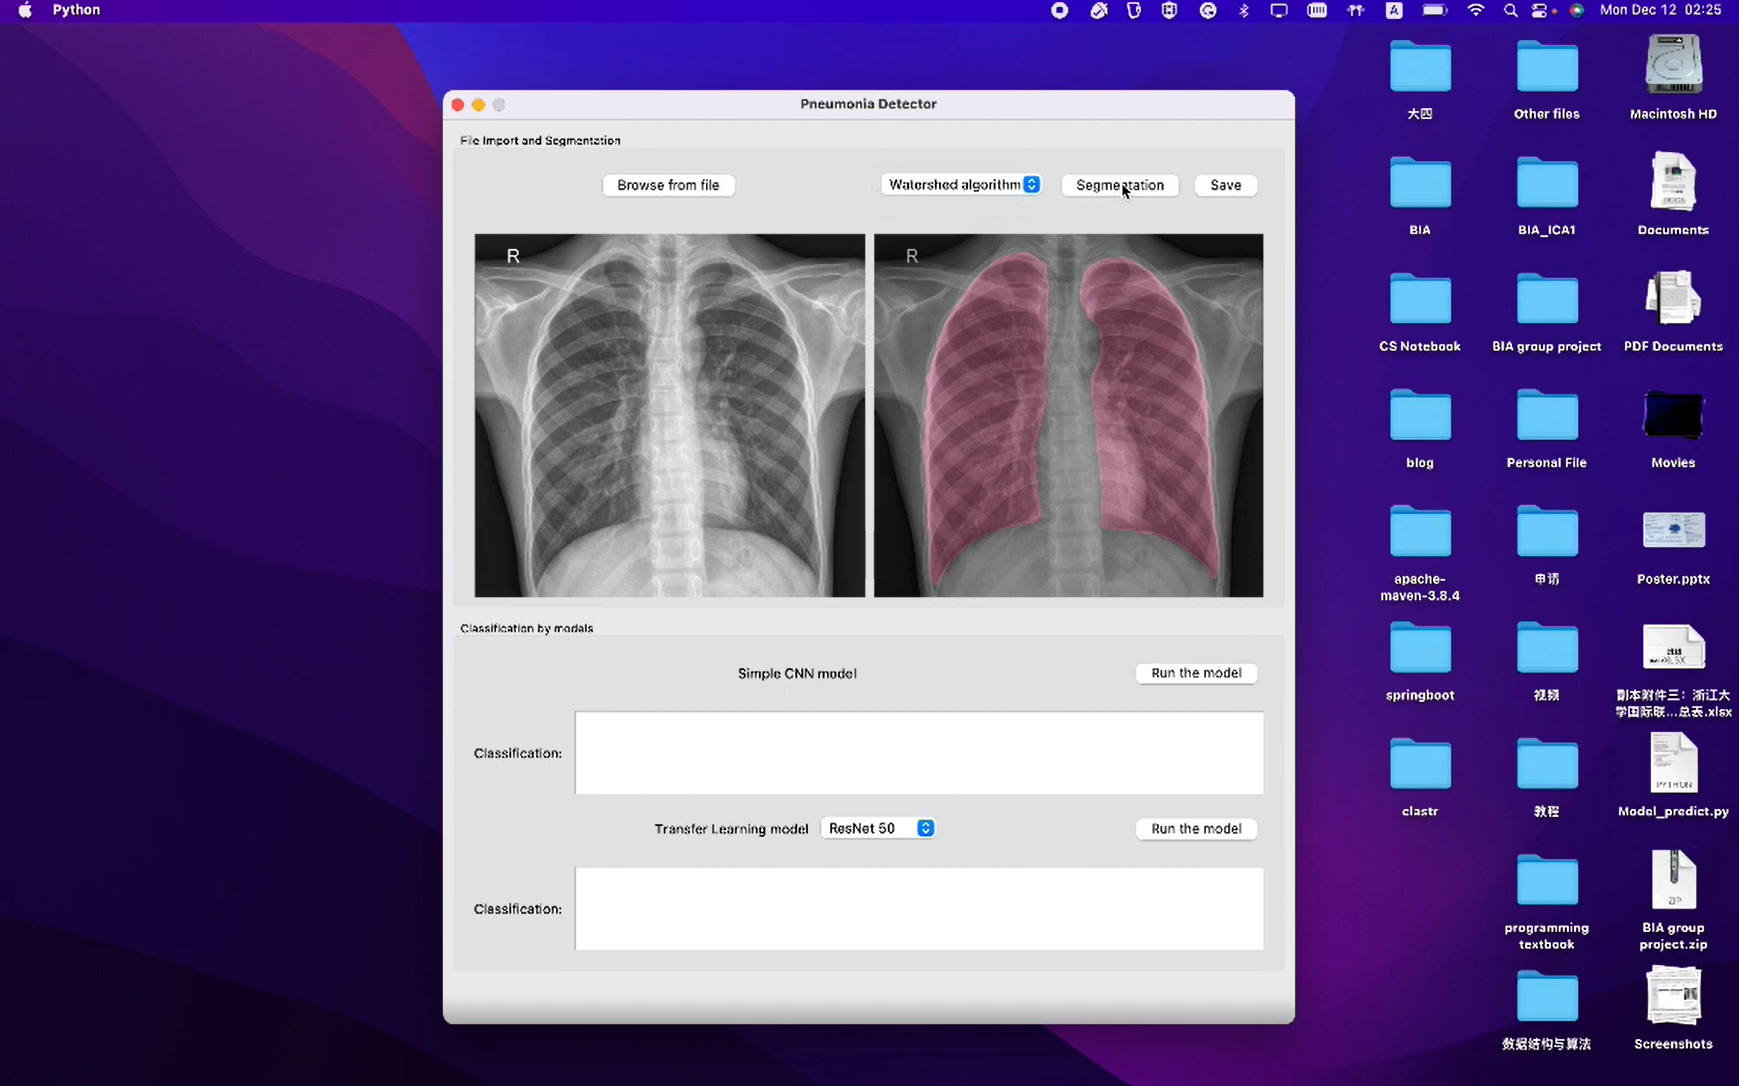 Python
A
Mon Dec 12 02:25
Pneumonia Detector
File Import and Segmentation
Browse from file
Watershed algorithm
Segmentation
Save
R
R
Classification by modals
Simple CNN model
Run the model
Classification:
Transfer Learning model
ResNet 50
Run the model
Classification:
大四
Other files
Macintosh HD
BIA
BIA_ICA1
Documents
CS Notebook
BIA group project
PDF Documents
blog
Personal File
Movies
apache-
maven-3.8.4
申请
Poster.pptx
springboot
视频
副本附件三：浙江大
学国际联...总表.xlsx
clastr
教程
PYTHON
Model_predict.py
programming
textbook
BIA group
project.zip
数据结构与算法
Screenshots